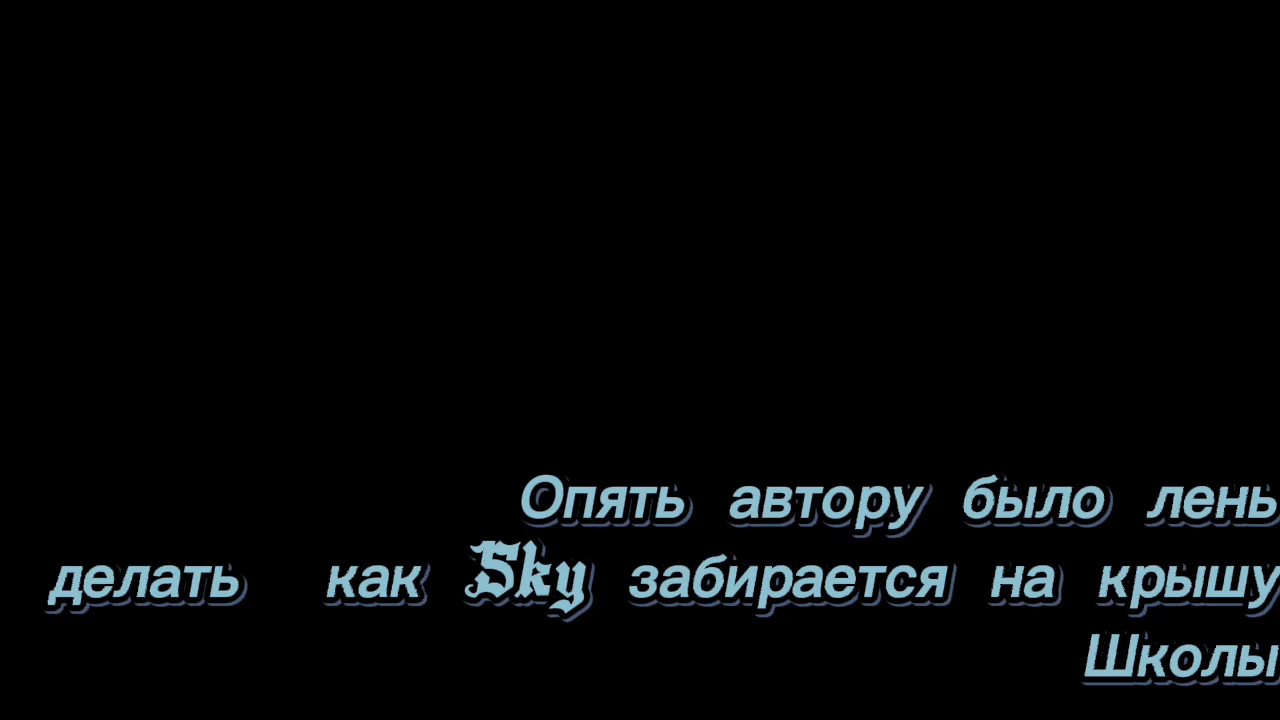 Опять автору было лень
делать как Sky забирается на крышу
Школы